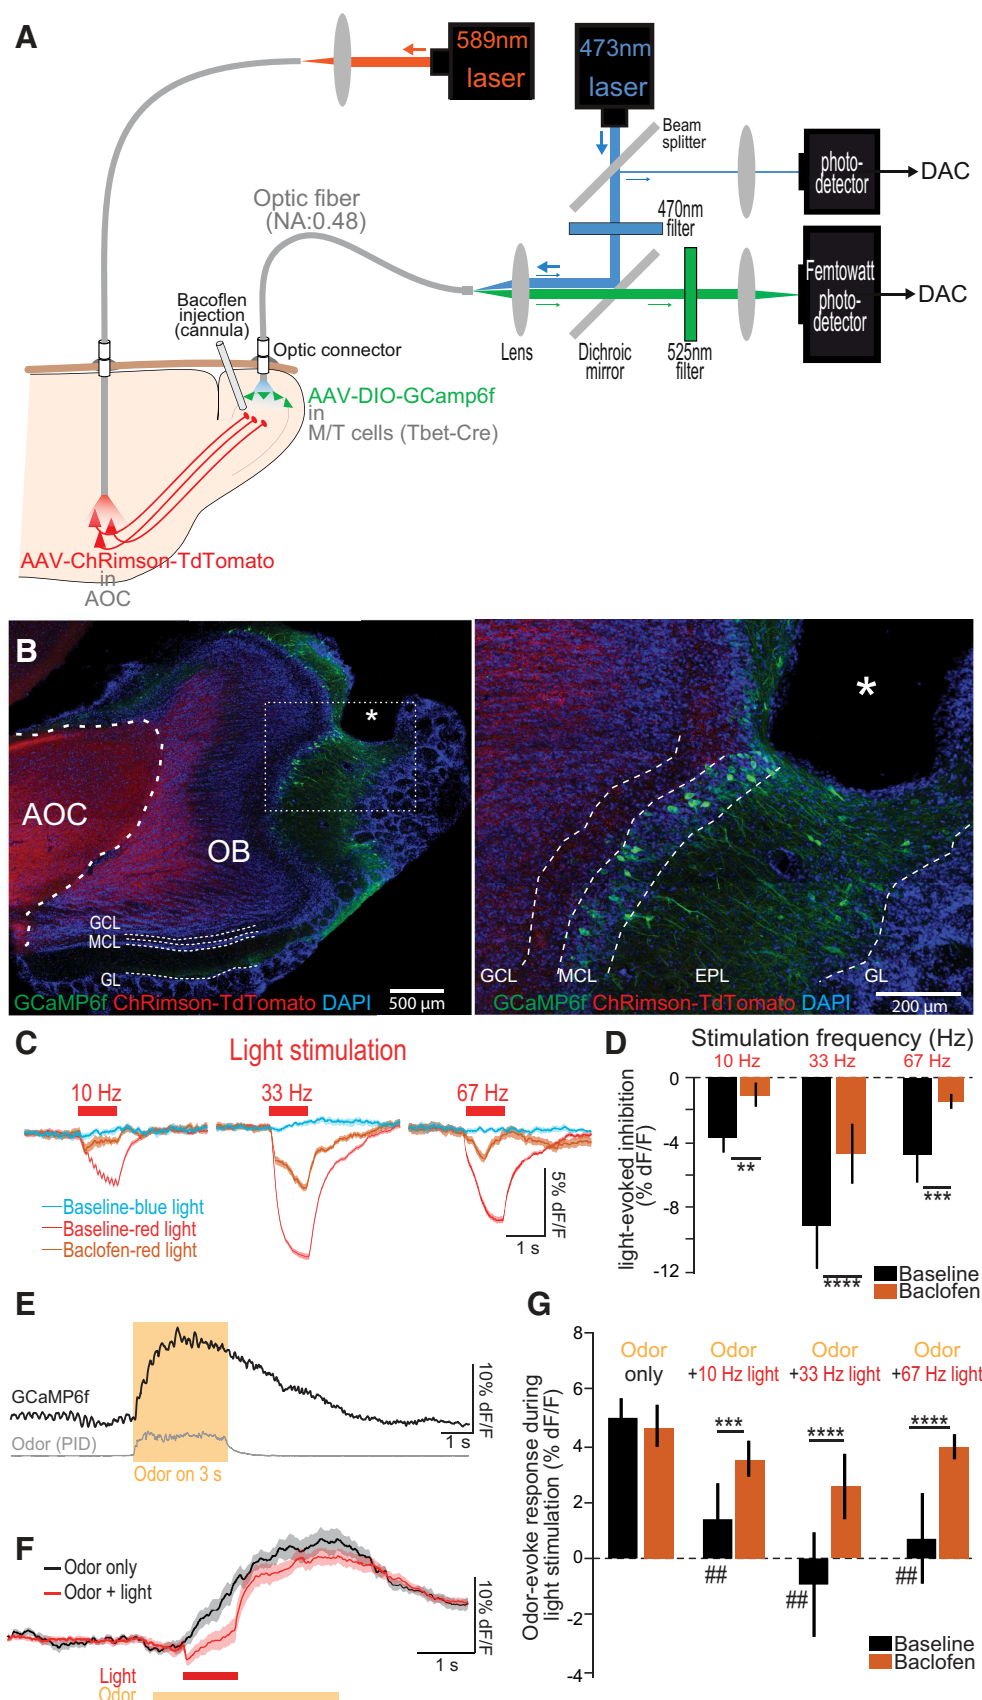 A
589nm
laser
473nm
laser
Beam
splitter
photo-
detector
DAC
Optic fiber
(NA:0.48)
470nm
filter
Femtowatt
photo-
detector
DAC
Bacoflen
injection
(cannula)
Optic connector
Lens
Dichroic
mirror
525nm
filter
AAV-DIO-GCamp6f
in
M/T cells (Tbet-Cre)
AAV-ChRimson-TdTomato
in
AOC
B
*
AOC
OB
GCL
MCL
GL
GCaMP6f ChRimson-TdTomato DAPI
500 µm
*
GCL
MCL
EPL
GL
GCaMP6f ChRimson-TdTomato DAPI
200 µm
C
Light stimulation
10 Hz
33 Hz
67 Hz
Baseline-blue light
Baseline-red light
Baclofen-red light
5% dF/F
1 s
D
Stimulation frequency (Hz)
10 Hz
33 Hz
67 Hz
light-evoked inhibition
(% dF/F)
0
-4
-8
-12
**
****
***
Baseline
Baclofen
E
GCaMP6f
Odor (PID)
Odor on 3 s
10% dF/F
1 s
F
Odor only
Odor + light
10% dF/F
1 s
Light
Odor
G
Odor-evoke response during
light stimulation (% dF/F)
8
6
4
2
0
-2
-4
Odor
only
Odor
+10 Hz light
Odor
+33 Hz light
Odor
+67 Hz light
***
****
****
##
##
##
Baseline
Baclofen